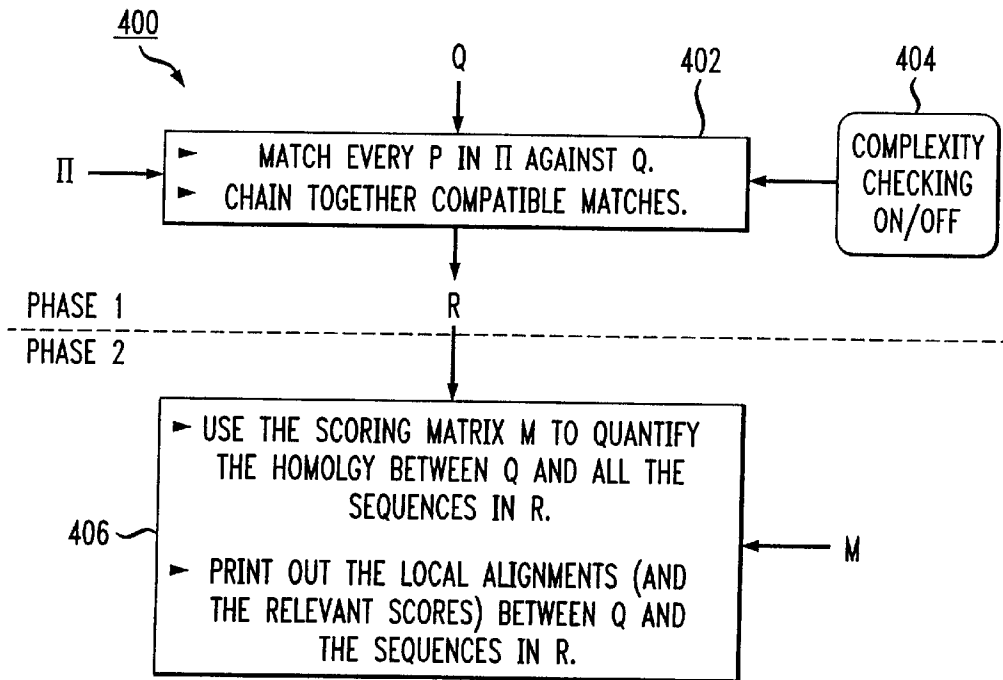 400
Q
402
404
Π
► MATCH EVERY P IN Π AGAINST Q.
► CHAIN TOGETHER COMPATIBLE MATCHES.
COMPLEXITY
CHECKING
ON/OFF
PHASE 1
R
PHASE 2
► USE THE SCORING MATRIX M TO QUANTIFY
THE HOMOLGY BETWEEN Q AND ALL THE
SEQUENCES IN R.
406
M
► PRINT OUT THE LOCAL ALIGNMENTS (AND
THE RELEVANT SCORES) BETWEEN Q AND
THE SEQUENCES IN R.